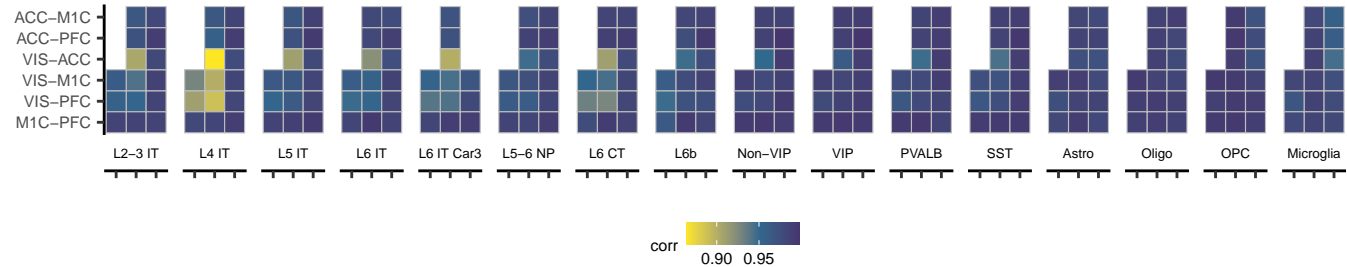 ACC−M1C
ACC−PFC
VIS−ACC
VIS−M1C
VIS−PFC
M1C−PFC
L2−3 IT L4 IT L5 IT L6 IT L6 IT Car3 L5−6 NP L6 CT L6b Non−VIP VIP PVALB SST Astro Oligo OPC Microglia
corr
0.90 0.95